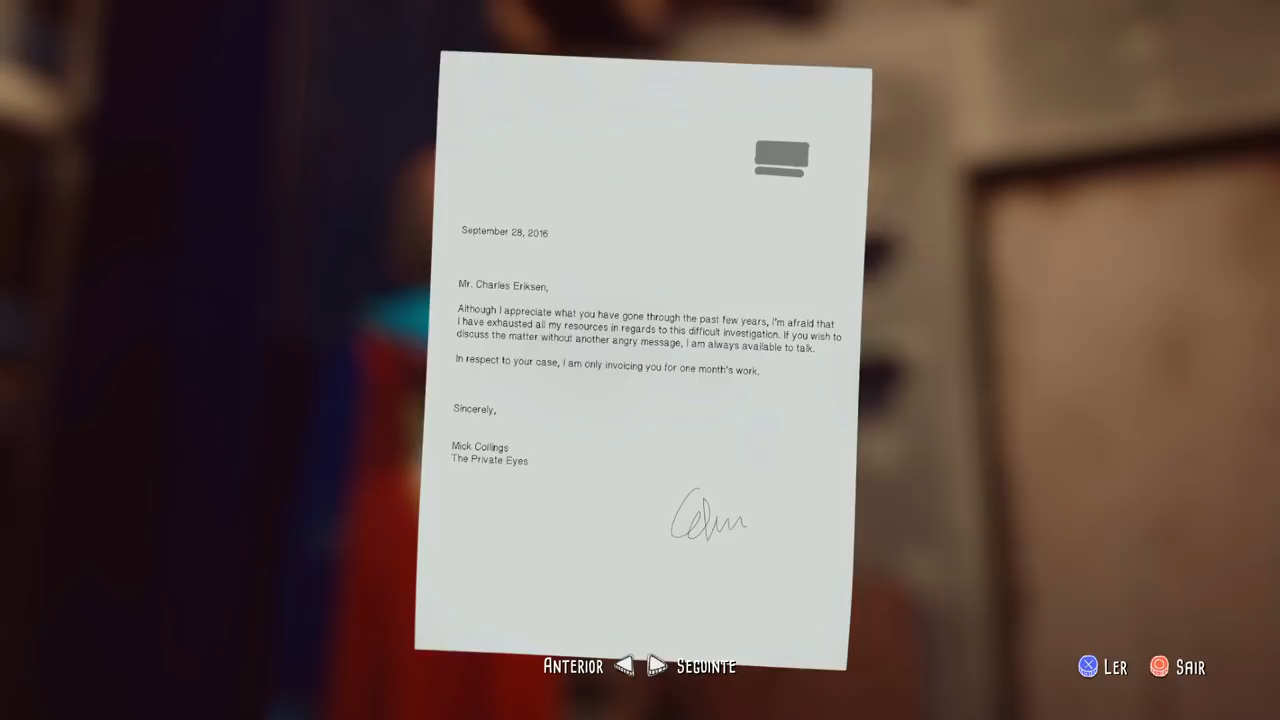 September 28, 2016
Mr. Charles Eriksen,
Although I appreciate what you have gone through the past few years, I'm afraid that
I have exhausted all my resources in regards to this difficult investigation. If you wish to
discuss the matter without another angry message, I am always available to talk.
In respect to your case, I am only invoicing you for one month's work.
Sincerely,
Mick Collings
The Private Eyes
ANTERIOR
SEGUINTE
LER
SAIR